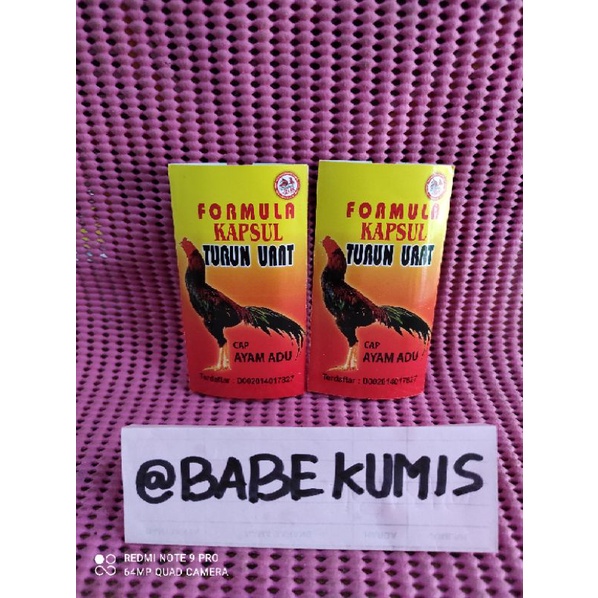 FORMULA
KAPSUL
TURUN URAT
CAP
AYAM ADU
FORMULA
KAPSUL
TURUN URAT
CAP
AYAM ADU
@BABE KUMIS
REDMI NOTE 9 PRO
64MP QUAD CAMERA